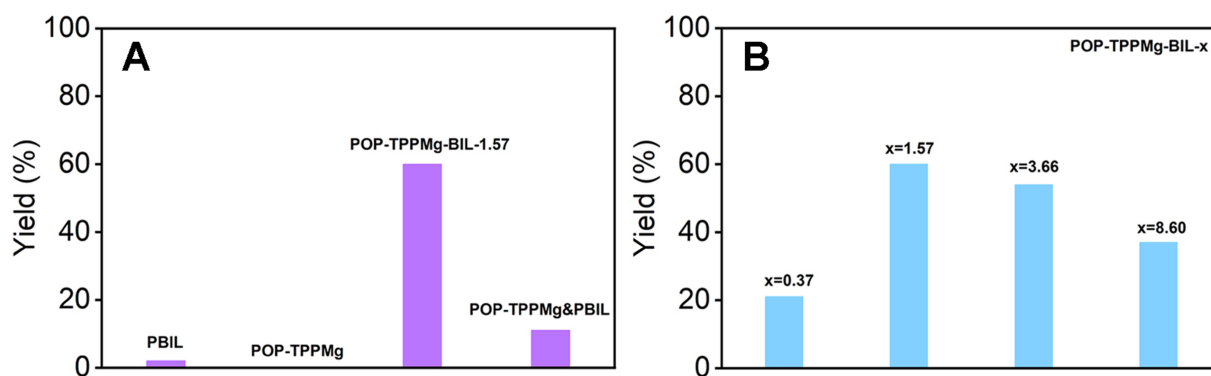 A
Yield (%)
100
80
60
40
20
0
PBIL
POP-TPPMg
POP-TPPMg-BIL-1.57
POP-TPPMg&PBIL
B
POP-TPPMg-BIL-x
Yield (%)
100
80
60
40
20
0
x=0.37
x=1.57
x=3.66
x=8.60